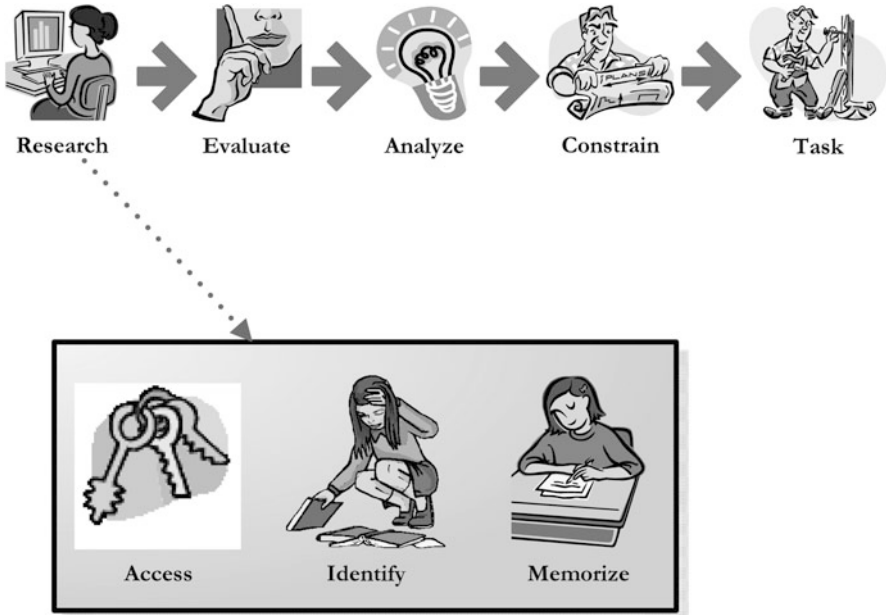 PLANS
Research
Evaluate
Analyze
Constrain
Task
Access
Identify
Memorize